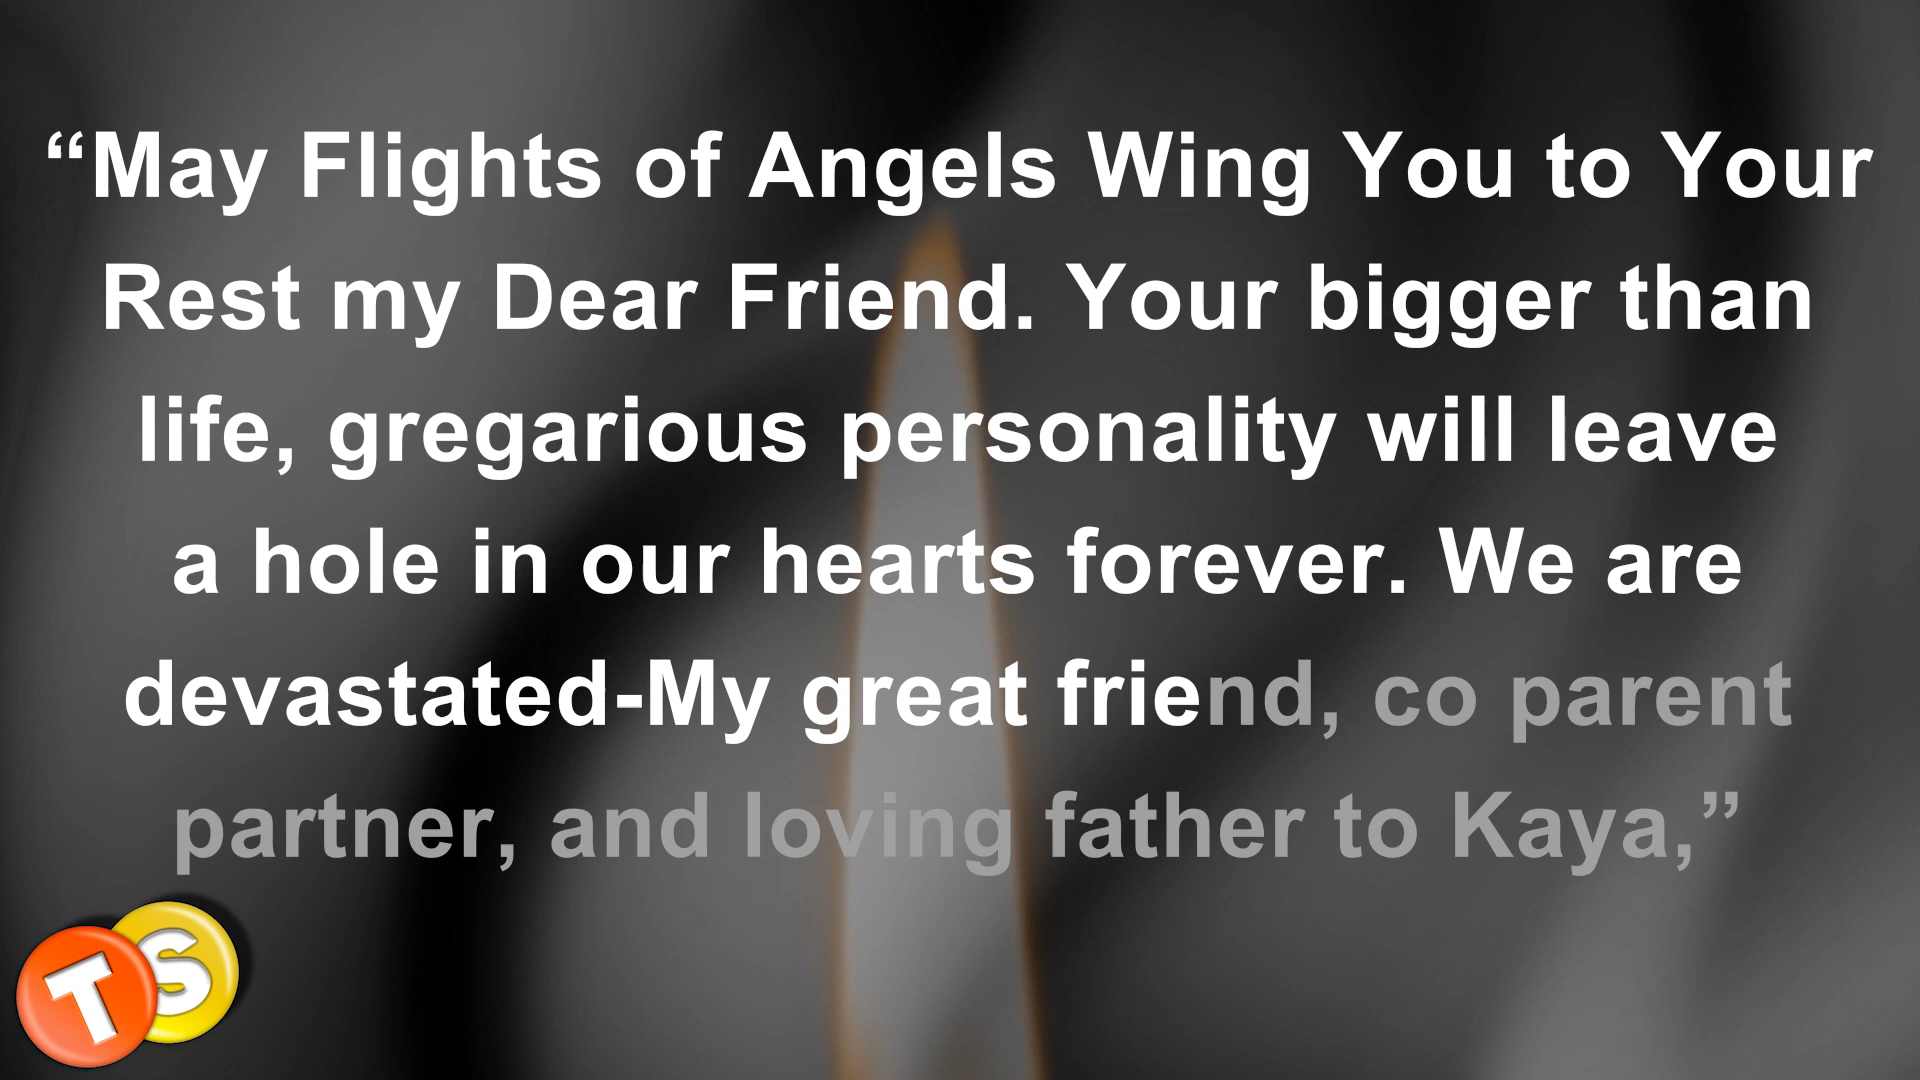 “May Flights of Angels Wing You to Your
Rest my Dear Friend. Your bigger than
life, gregarious personality will leave
a hole in our hearts forever. We are
devastated-My great friend, co parent
partner, and loving father to Kaya,”
TS